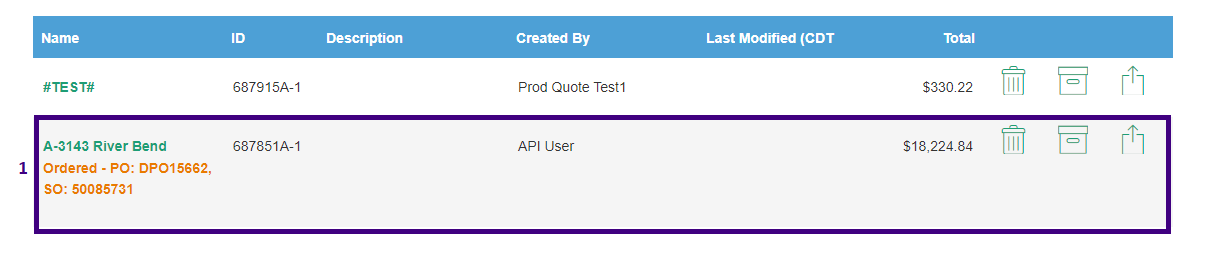 Name ID Description Created By Last Modified (CDT Total
#TEST# 687915A-1 Prod Quote Test1 $330.22
A-3143 River Bend 687851A-1 API User $18,224.84
1 Ordered - PO: DPO15662,
SO: 50085731